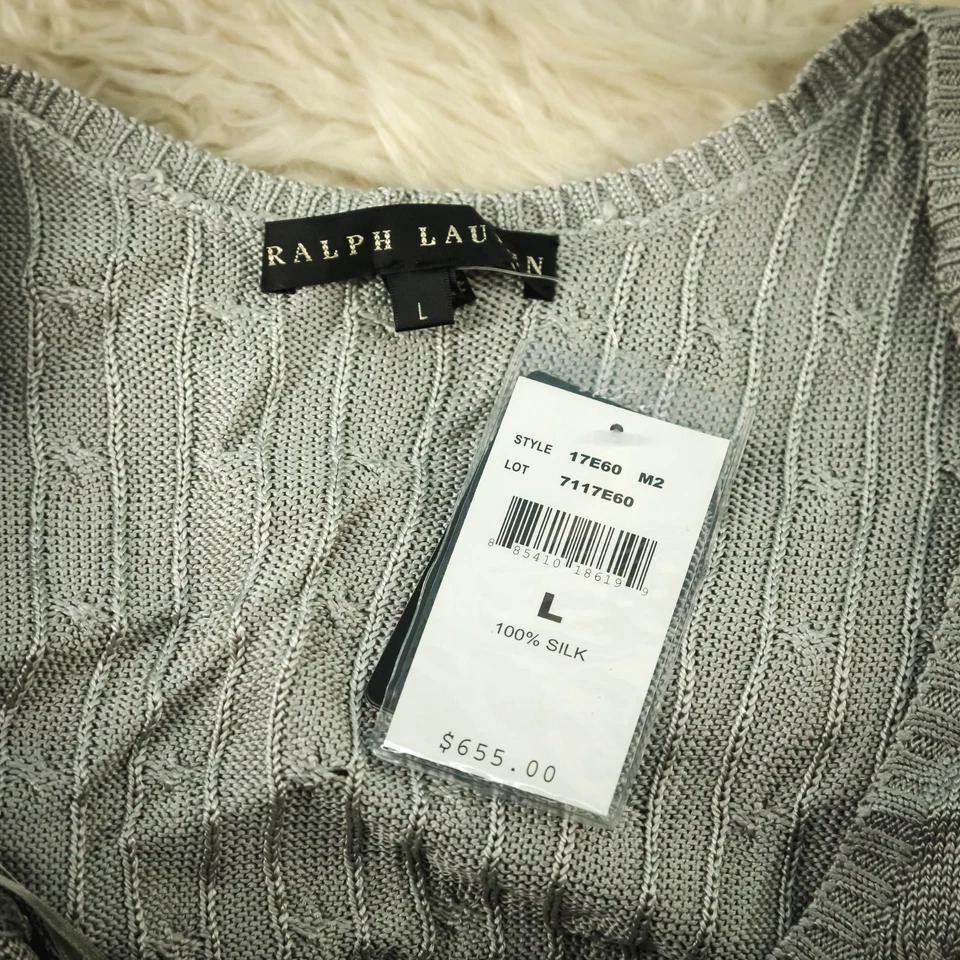 RALPH LAU N
L
STYLE 17E60 M2
LOT 7117E60
8 85410 18619 9
L
100% SILK
$655.00